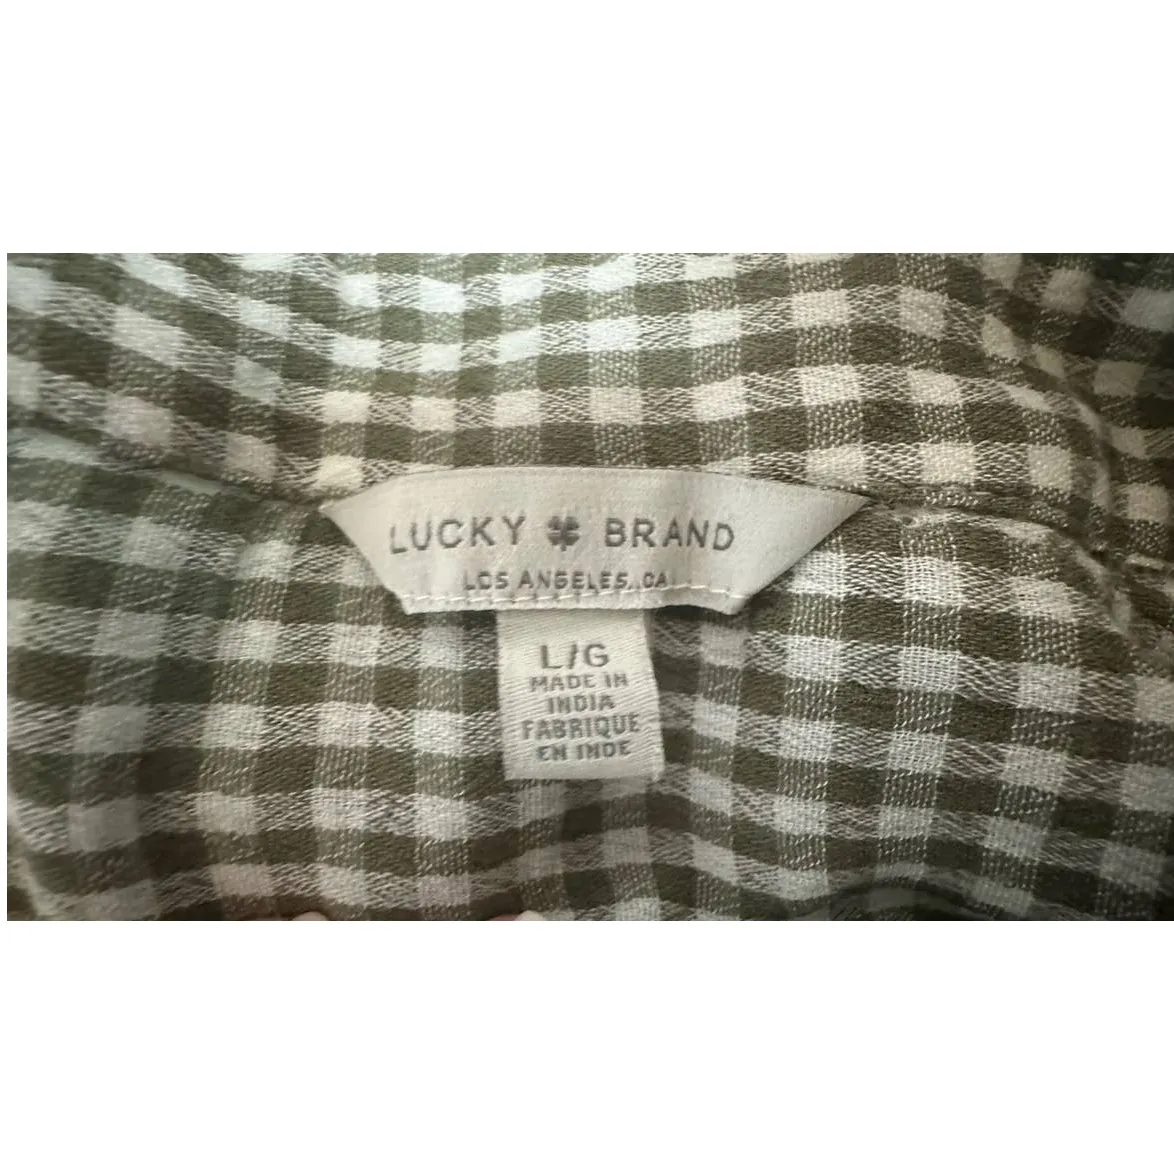 LUCKY BRAND
LOS ANGELES, CA
L/G
MADE IN
INDIA
FABRIQUE
EN INDE